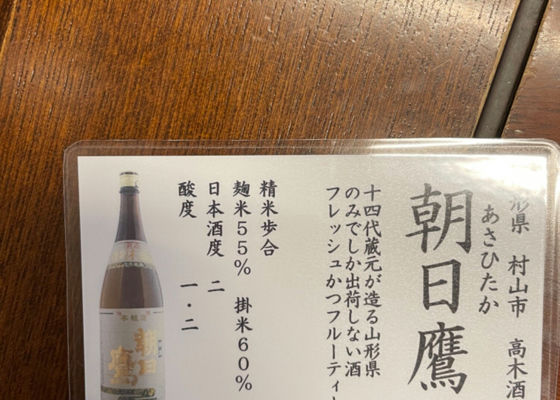 形県 村山市 高木酒
あさひたか
朝日鷹
十四代蔵元が造る山形県
のみでしか出荷しない酒
フレッシュかつフルーティ
精米歩合
麹米55% 掛米60%
日本酒度 二
酸度 一・二
朝日鷹